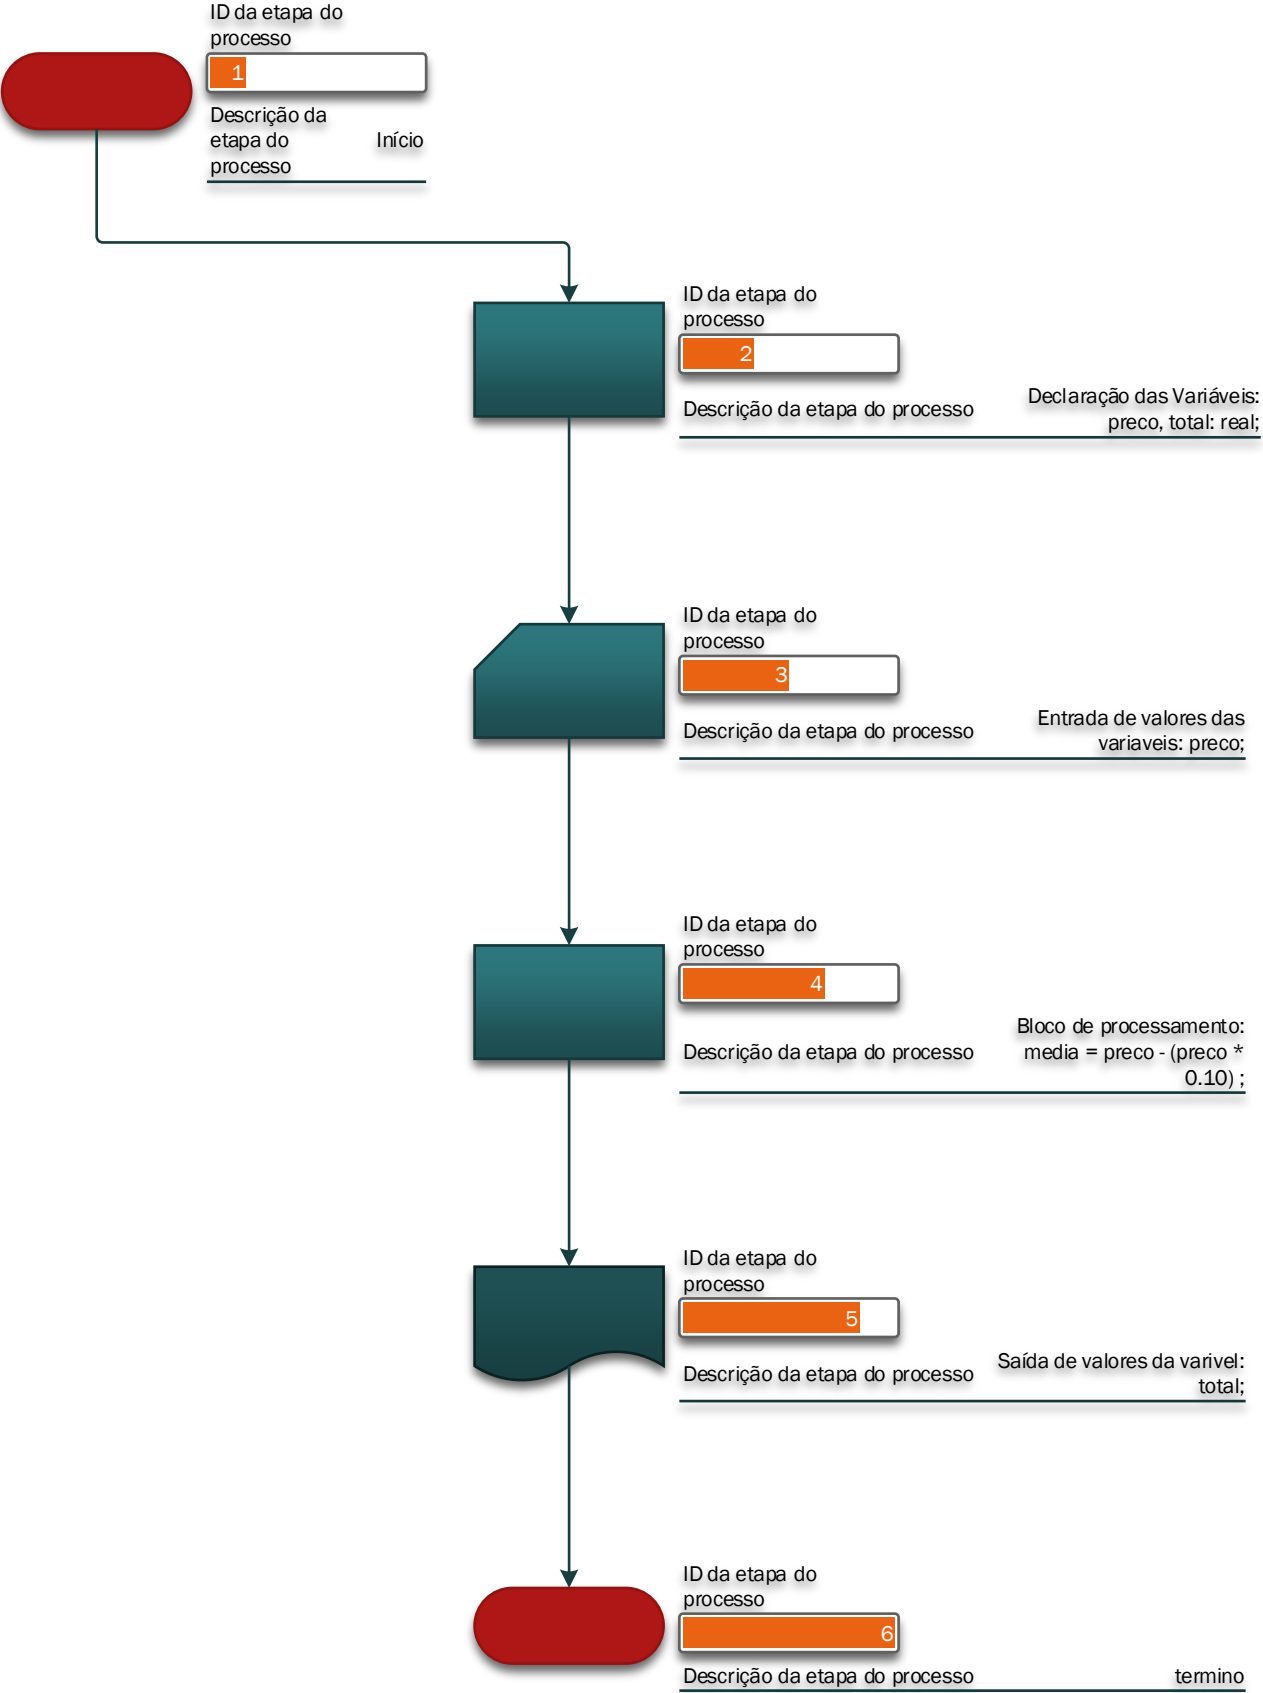 ID da etapa do
processo
1
Descrição da
etapa do
processo
Início
ID da etapa do
processo
2
Descrição da etapa do processo
Declaração das Variáveis:
preco, total: real;
ID da etapa do
processo
3
Descrição da etapa do processo
Entrada de valores das
variaveis: preco;
ID da etapa do
processo
4
Descrição da etapa do processo
Bloco de processamento:
media = preco - (preco *
0.10) ;
ID da etapa do
processo
5
Descrição da etapa do processo
Saída de valores da varivel:
total;
ID da etapa do
processo
6
Descrição da etapa do processo
termino